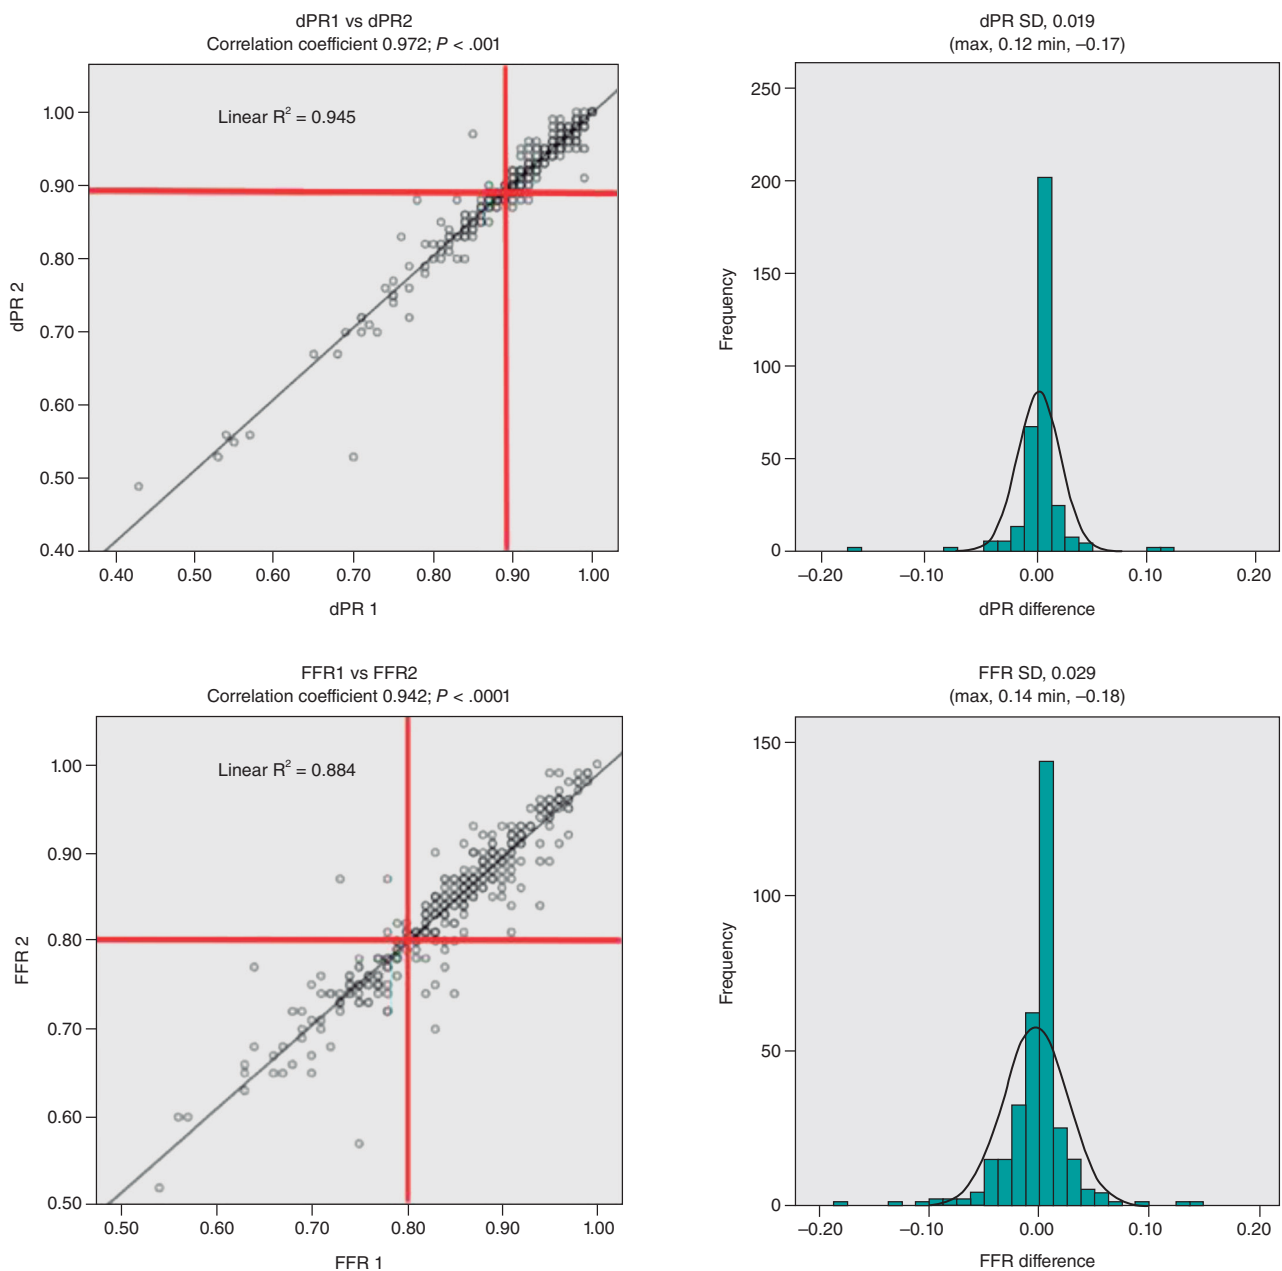 dPR1 vs dPR2
Correlation coefficient 0.972; P < .001
Linear R² = 0.945
1.00
0.90
0.80
0.70
0.60
0.50
0.40
dPR 2
0.40 0.50 0.60 0.70 0.80 0.90 1.00
dPR 1
dPR SD, 0.019
(max, 0.12 min, –0.17)
250
200
150
100
50
0
Frequency
–0.20 –0.10 0.00 0.10 0.20
dPR difference
FFR1 vs FFR2
Correlation coefficient 0.942; P < .0001
Linear R² = 0.884
1.00
0.90
0.80
0.70
0.60
0.50
FFR 2
0.50 0.60 0.70 0.80 0.90 1.00
FFR 1
FFR SD, 0.029
(max, 0.14 min, –0.18)
150
100
50
0
Frequency
–0.20 –0.10 0.00 0.10 0.20
FFR difference